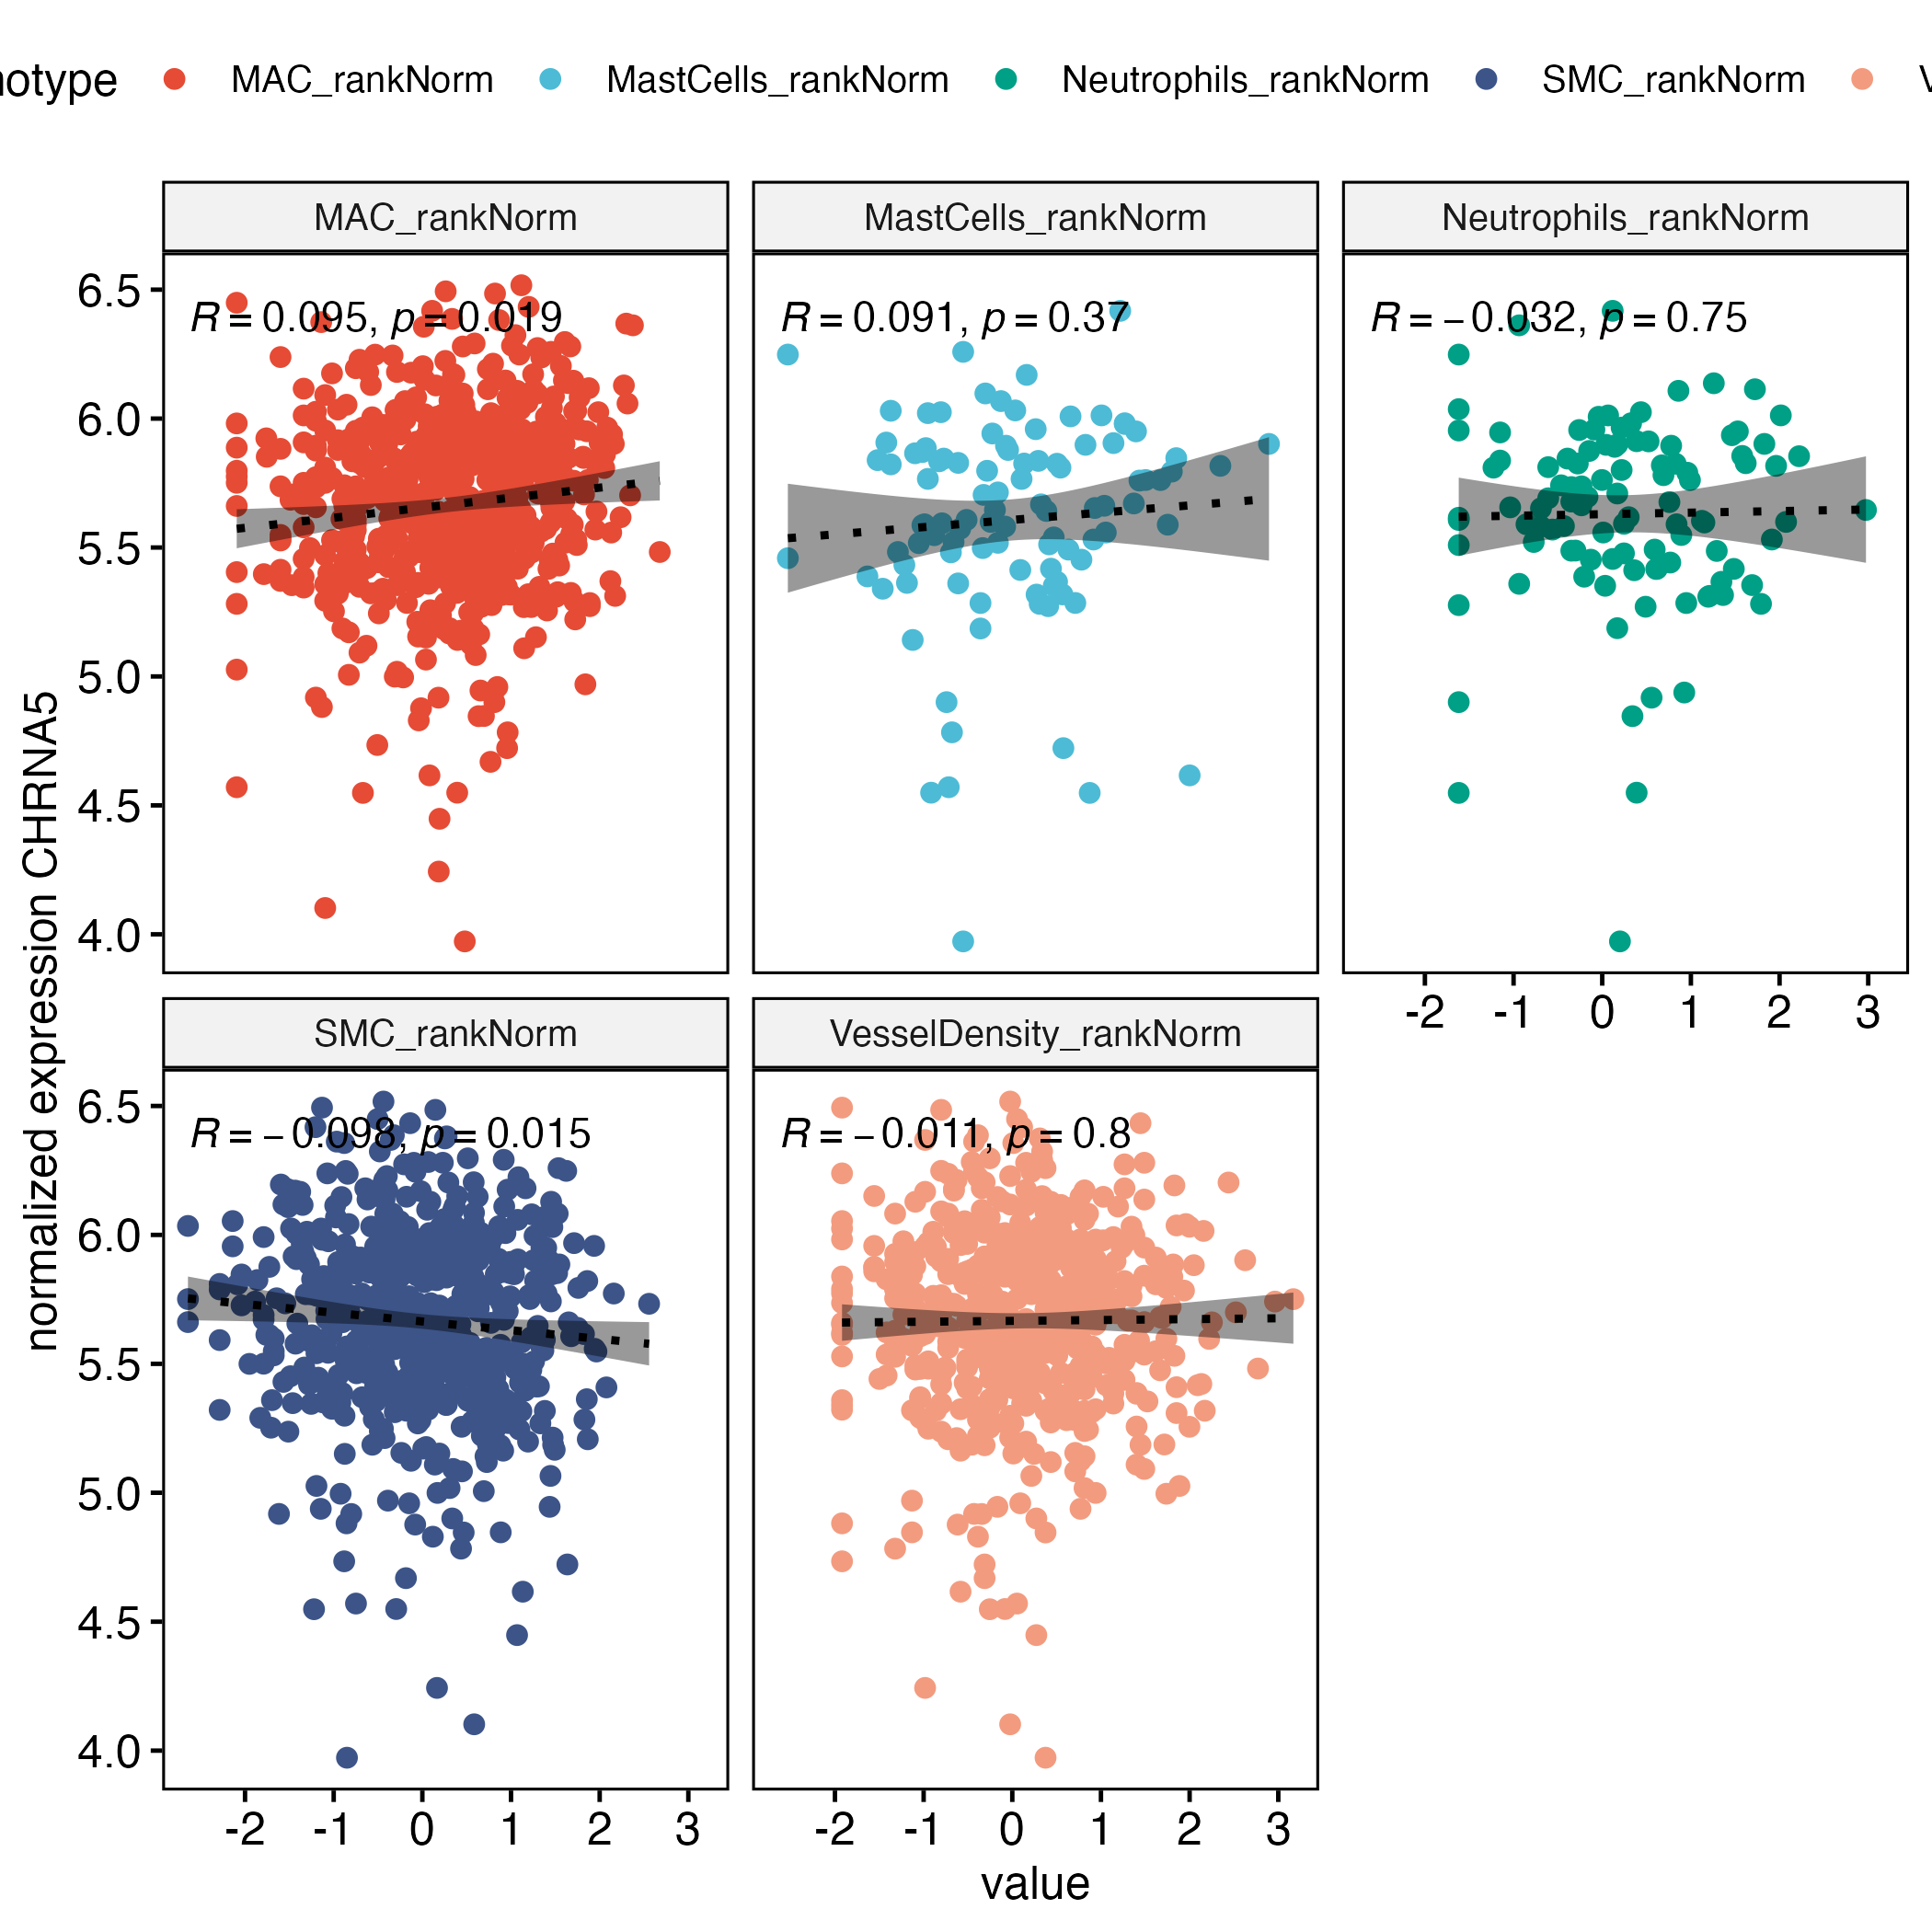 notype MAC_rankNorm MastCells_rankNorm Neutrophils_rankNorm SMC_rankNorm V
MAC_rankNorm MastCells_rankNorm Neutrophils_rankNorm
R = 0.095, p = 0.019
R = 0.091, p = 0.37
R = −0.032, p = 0.75
6.5
6.0
5.5
5.0
4.5
4.0
-2 -1 0 1 2 3
normalized expression CHRNA5
SMC_rankNorm VesselDensity_rankNorm
R = −0.098, p = 0.015
R = −0.011, p = 0.8
6.5
6.0
5.5
5.0
4.5
4.0
-2 -1 0 1 2 3
-2 -1 0 1 2 3
value